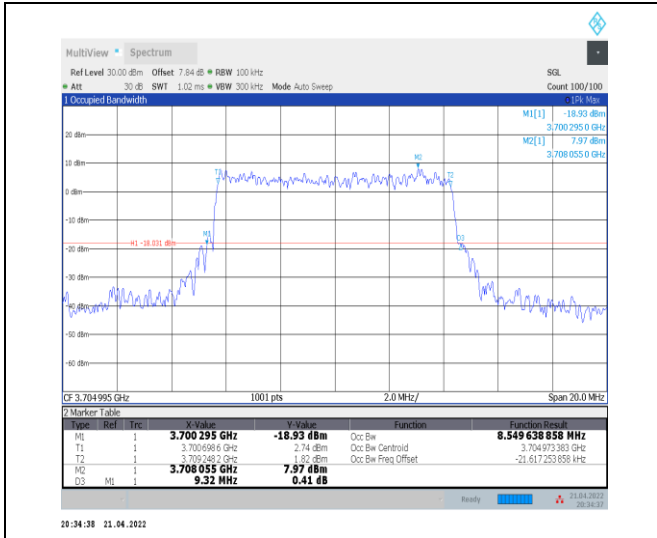 MultiView Spectrum
Ref Level 30.00 dBm Offset 7.84 dB RBW 100 kHz SGL
Att 30 dB SWT 1.02 ms VBW 300 kHz Mode Auto Sweep Count 100/100
1 Occupied Bandwidth 1Pk Max
M1[1] -18.93 dBm
3.700 295 0 GHz
M2[1] 7.97 dBm
3.708 055 0 GHz
20 dBm
10 dBm
M2
T1
T2
0 dBm
-10 dBm
M1
D3
H1 -18.031 dBm
-20 dBm
-30 dBm
-40 dBm
-50 dBm
-60 dBm
CF 3.704 995 GHz 1001 pts 2.0 MHz/ Span 20.0 MHz
2 Marker Table
Type Ref Trc X-Value Y-Value Function Function Result
M1 1 3.700 295 GHz -18.93 dBm Occ Bw 8.549 638 858 MHz
T1 1 3.700 698 6 GHz 2.74 dBm Occ Bw Centroid 3.704 973 383 GHz
T2 1 3.709 248 2 GHz 1.82 dBm Occ Bw Freq Offset -21.617 253 858 kHz
M2 1 3.708 055 GHz 7.97 dBm
D3 M1 1 9.32 MHz 0.41 dB
Ready 21.04.2022
20:34:37
20:34:38 21.04.2022